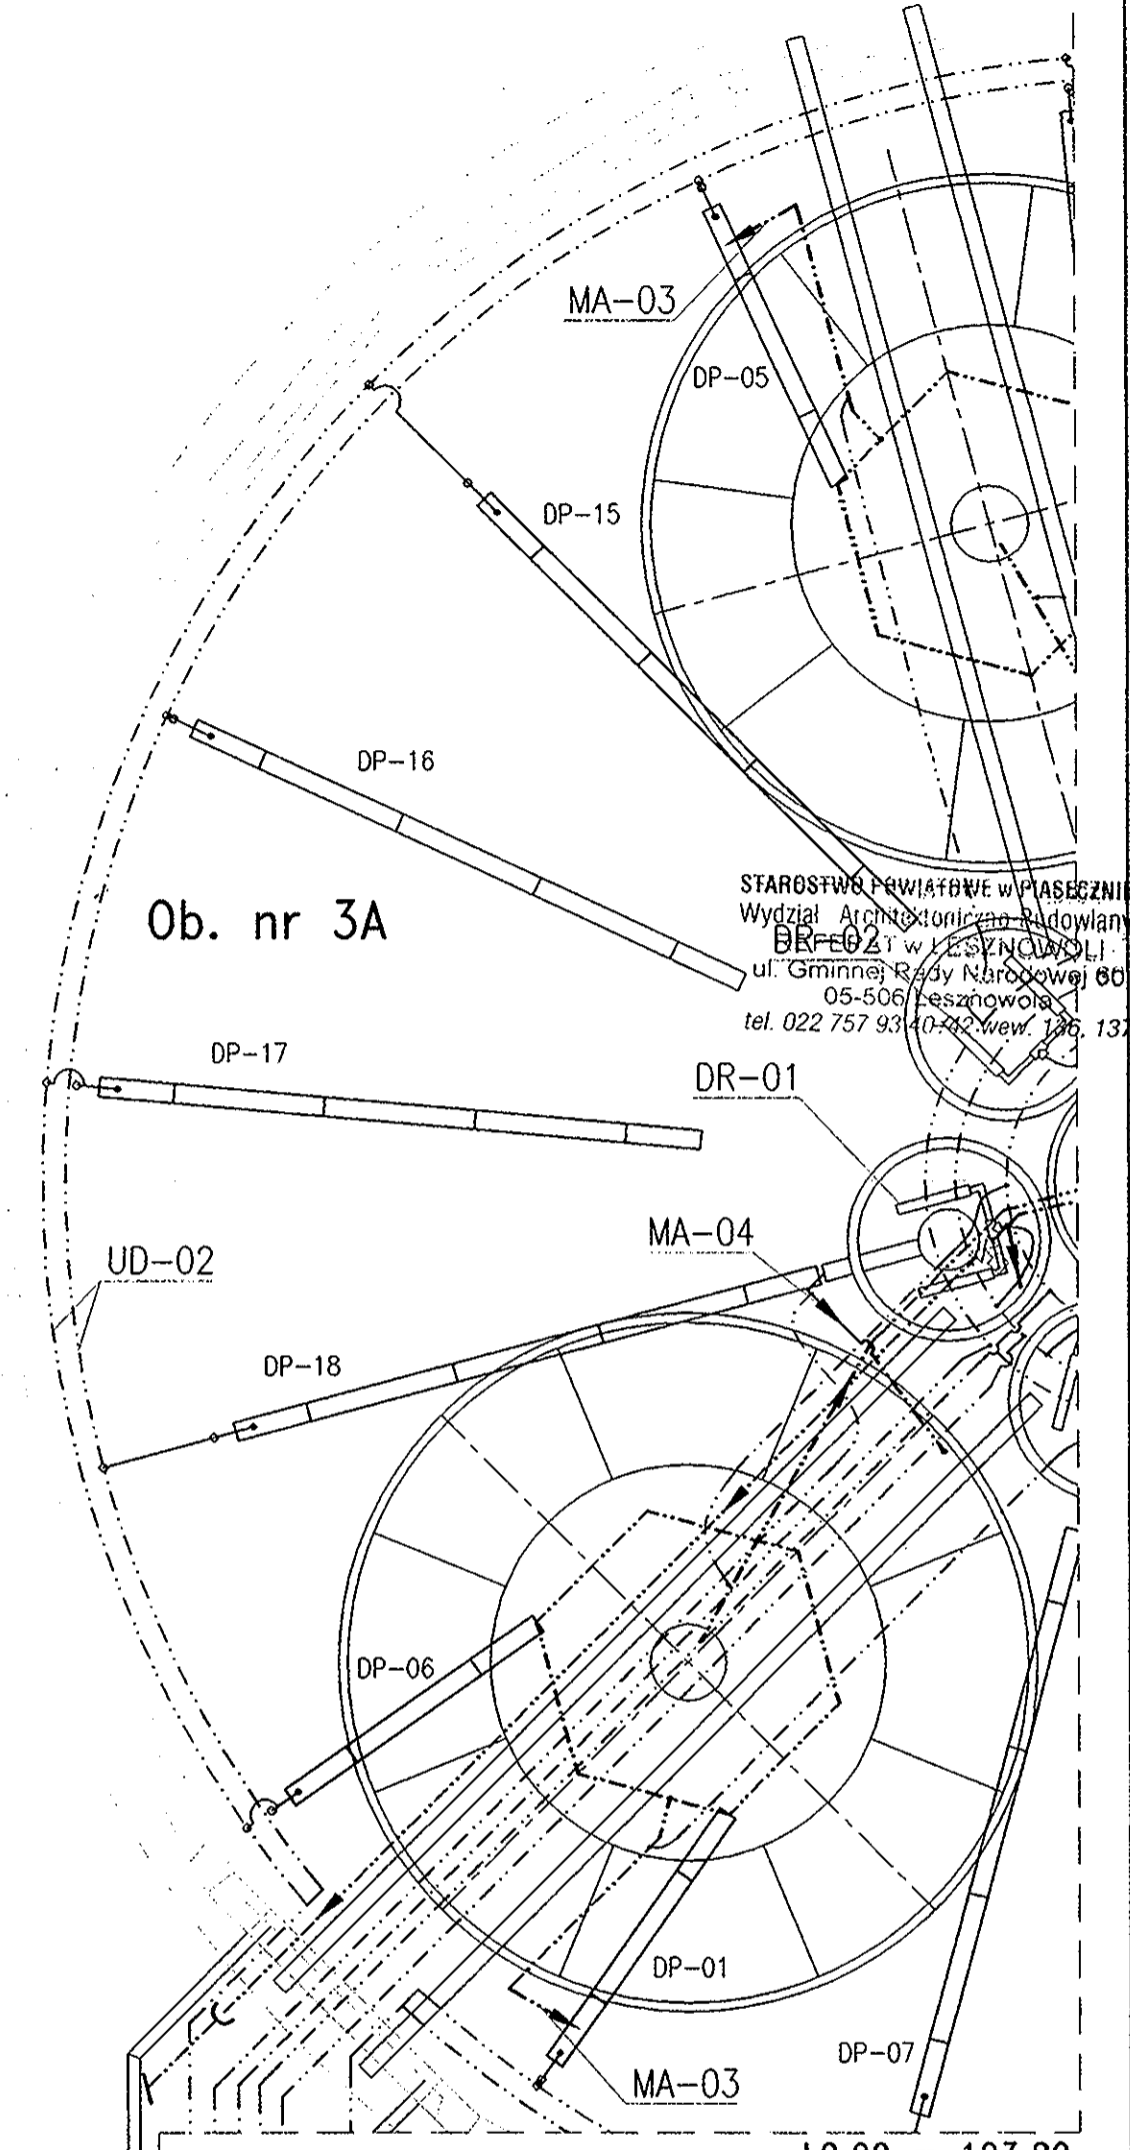 MA-03
DP-05
DP-15
DP-16
Ob. nr 3A
STAROSTWO POWIATOWE w PIASECZNIE
Wydział Architektoniczno-Budowlany
DR-02
REFERAT w LESZNOWOLI
ul. Gminnej Rady Narodowej 60
05-506 Lesznowola
tel. 022 757 93 40-42 wew. 136, 137
DP-17
DR-01
MA-04
UD-02
DP-18
DP-06
DP-01
DP-07
MA-03